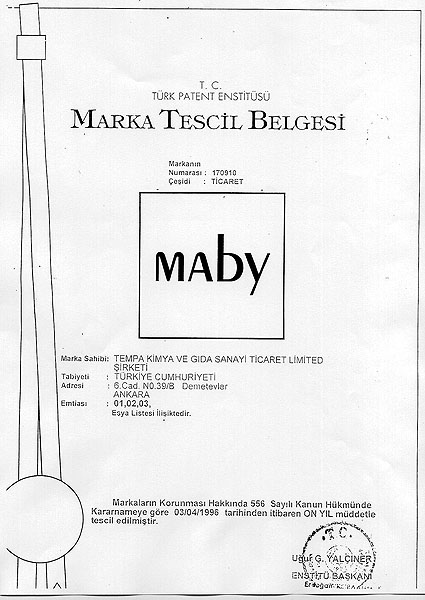 T. C.
TÜRK PATENT ENSTİTÜSÜ
MARKA TESCİL BELGESİ
Markanın
Numarası : 170910
Çeşidi : TİCARET
MAby
Marka Sahibi: TEMPA KİMYA VE GIDA SANAYİ TİCARET LİMİTED
ŞİRKETİ
Tabiyeti : TÜRKİYE CUMHURİYETİ
Adresi : 6.Cad. N0.39/B Demetevler
ANKARA
Emtiası : 01,02,03,
Eşya Listesi İlişiktedir.
Markaların Korunması Hakkında 556 Sayılı Kanun Hükmünde
Kararnameye göre 03/04/1996 tarihinden itibaren ON YIL müddetle
tescil edilmiştir.
T.C.
Uğur G. YALÇINER
ENSTİTÜ BAŞKANI